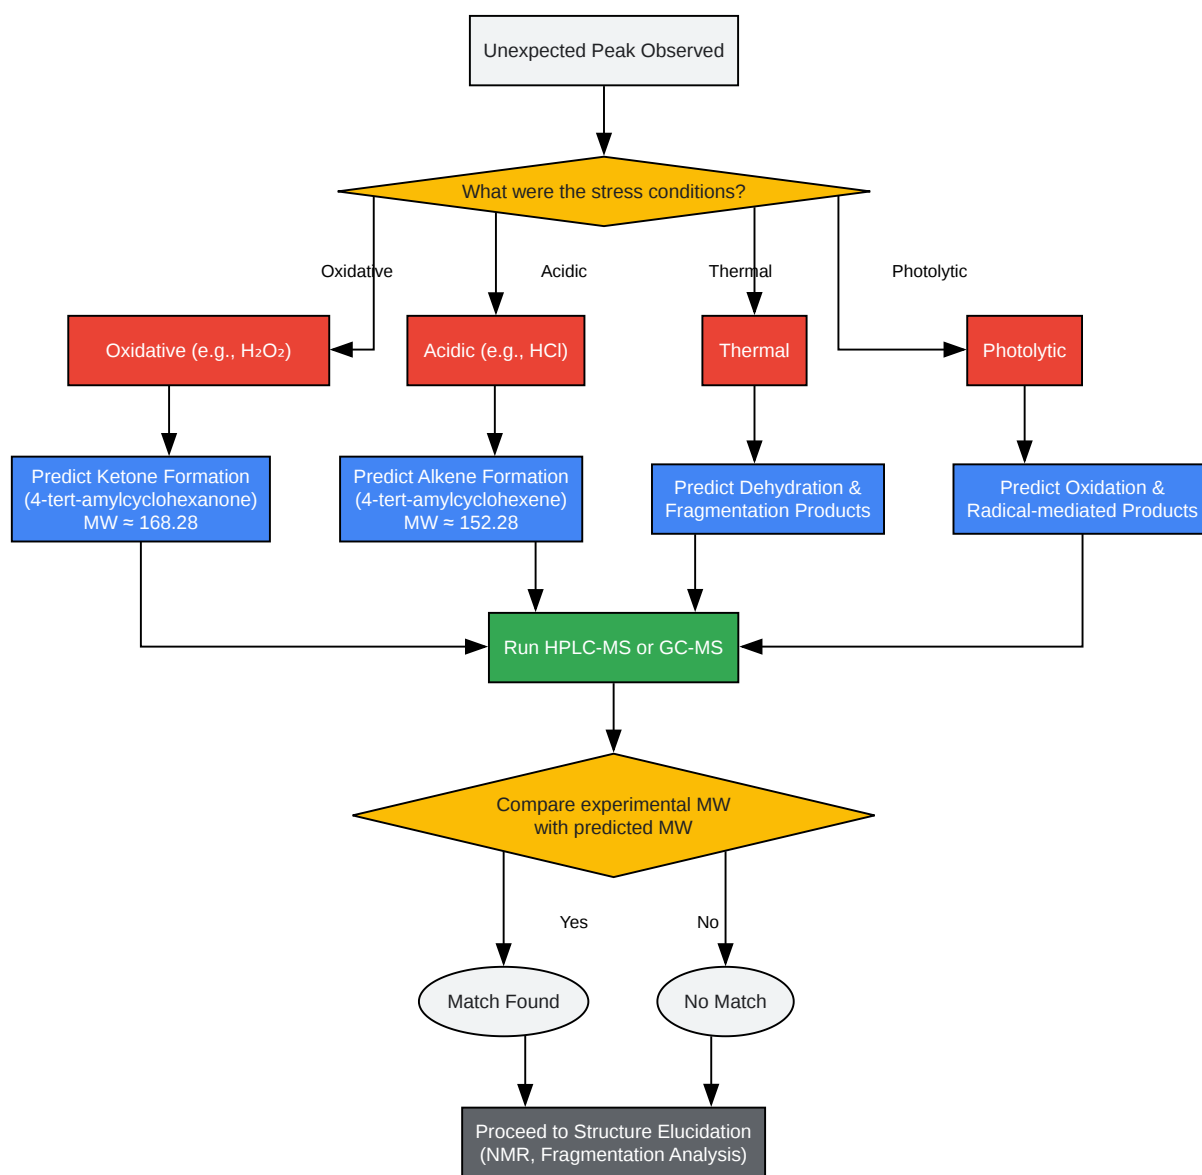 Unexpected Peak Observed
What were the stress conditions?
Oxidative
Acidic
Thermal
Photolytic
Oxidative (e.g., H₂O₂)
Acidic (e.g., HCl)
Thermal
Photolytic
Predict Ketone Formation
(4-tert-amylcyclohexanone)
MW ≈ 168.28
Predict Alkene Formation
(4-tert-amylcyclohexene)
MW ≈ 152.28
Predict Dehydration &
Fragmentation Products
Predict Oxidation &
Radical-mediated Products
Run HPLC-MS or GC-MS
Compare experimental MW
with predicted MW
Yes
No
Match Found
No Match
Proceed to Structure Elucidation
(NMR, Fragmentation Analysis)